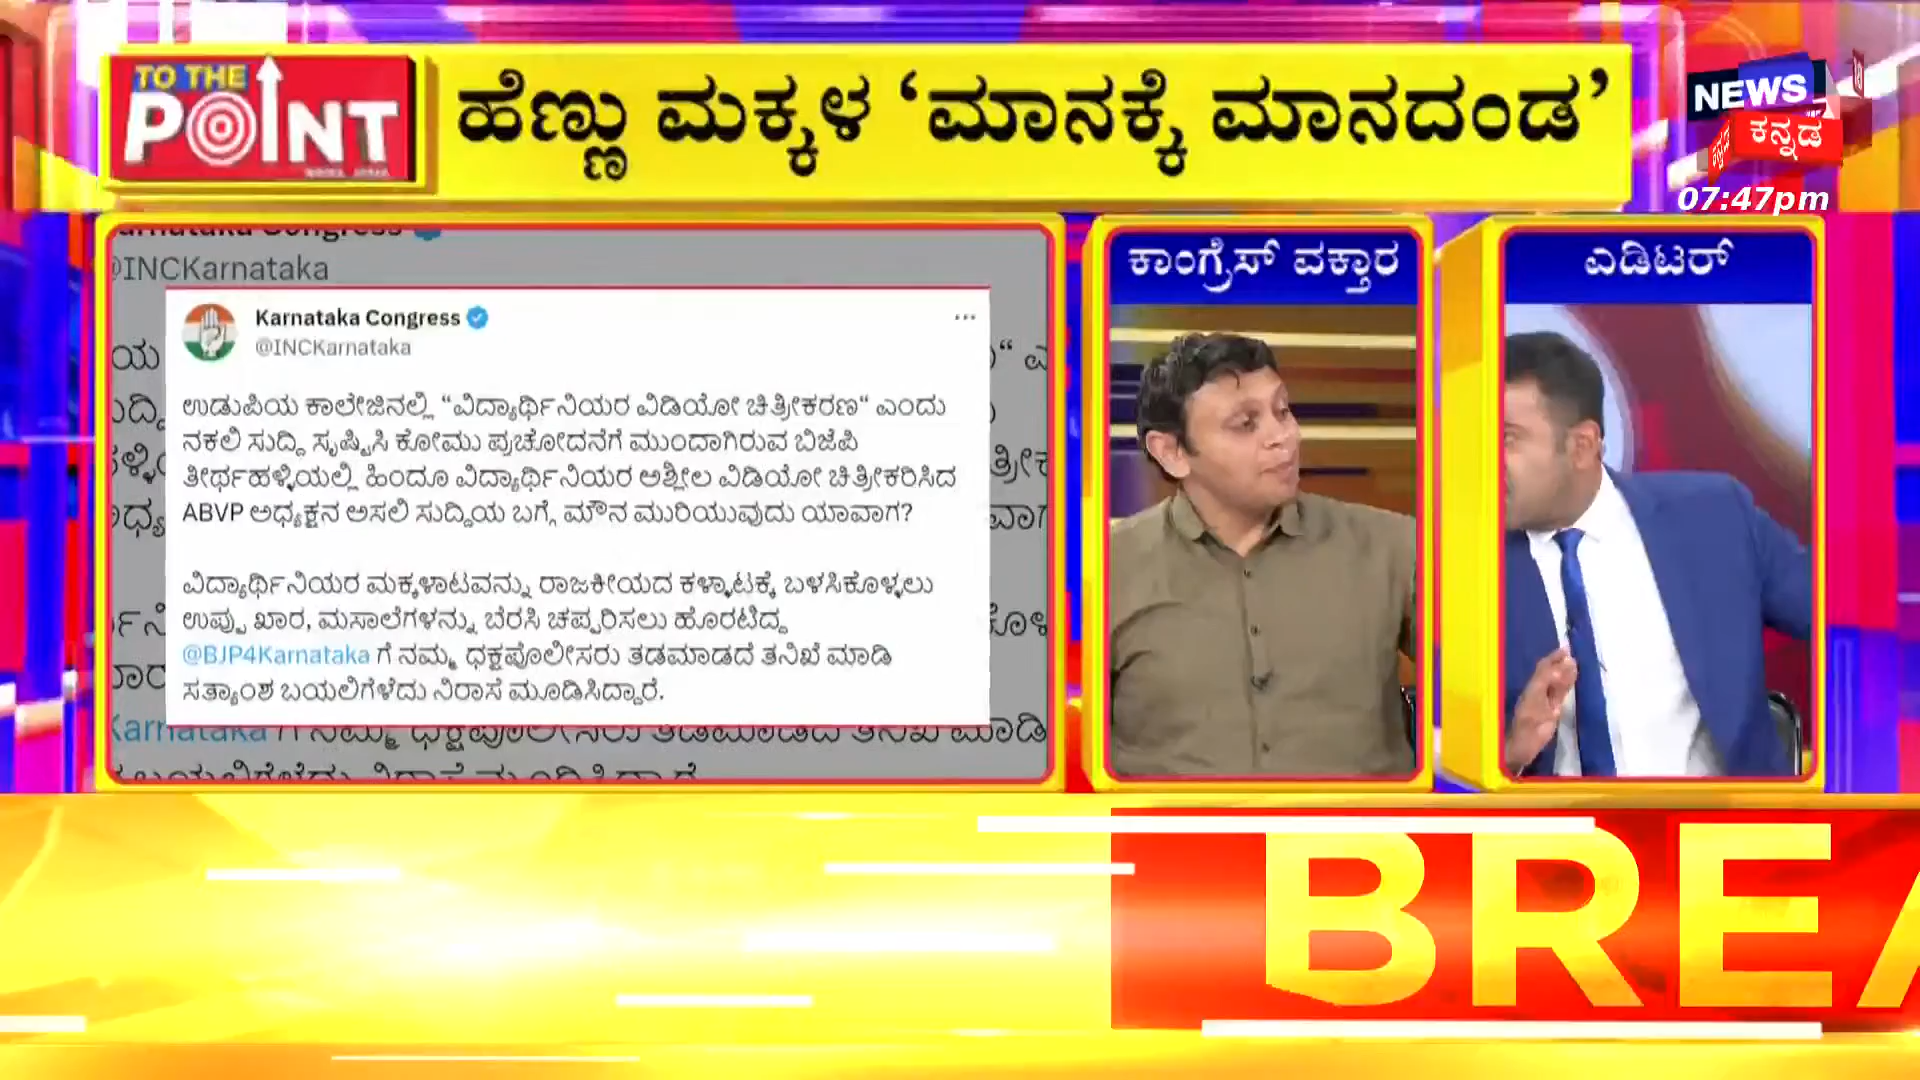 TO THE
POINT
ಹೆಣ್ಣು ಮಕ್ಕಳ ‘ಮಾನಕ್ಕೆ ಮಾನದಂಡ’
NEWS
ಕನ್ನಡ
07:47pm
@INCKarnataka
Karnataka Congress
@INCKarnataka
ಉಡುಪಿಯ ಕಾಲೇಜಿನಲ್ಲಿ “ವಿದ್ಯಾರ್ಥಿನಿಯರ ವಿಡಿಯೋ ಚಿತ್ರೀಕರಣ“ ಎಂದು
ನಕಲಿ ಸುದ್ದಿ ಸೃಷ್ಟಿಸಿ ಕೋಮು ಪ್ರಚೋದನೆಗೆ ಮುಂದಾಗಿರುವ ಬಿಜೆಪಿ
ತೀರ್ಥಹಳ್ಳಿಯಲ್ಲಿ ಹಿಂದೂ ವಿದ್ಯಾರ್ಥಿನಿಯರ ಅಶ್ಲೀಲ ವಿಡಿಯೋ ಚಿತ್ರೀಕರಿಸಿದ
ABVP ಅಧ್ಯಕ್ಷನ ಅಸಲಿ ಸುದ್ದಿಯ ಬಗ್ಗೆ ಮೌನ ಮುರಿಯುವುದು ಯಾವಾಗ?
ವಿದ್ಯಾರ್ಥಿನಿಯರ ಮಕ್ಕಳಾಟವನ್ನು ರಾಜಕೀಯದ ಕಳ್ಳಾಟಕ್ಕೆ ಬಳಸಿಕೊಳ್ಳಲು
ಉಪ್ಪು ಖಾರ, ಮಸಾಲೆಗಳನ್ನು ಬೆರಸಿ ಚಪ್ಪರಿಸಲು ಹೊರಟಿದ್ದ
@BJP4Karnataka ಗೆ ನಮ್ಮ ಧಕ್ಷಪೊಲೀಸರು ತಡಮಾಡದೆ ತನಿಖೆ ಮಾಡಿ
ಸತ್ಯಾಂಶ ಬಯಲಿಗೆಳೆದು ನಿರಾಸೆ ಮೂಡಿಸಿದ್ದಾರೆ.
ಕಾಂಗ್ರೆಸ್ ವಕ್ತಾರ
ಎಡಿಟರ್
BREA